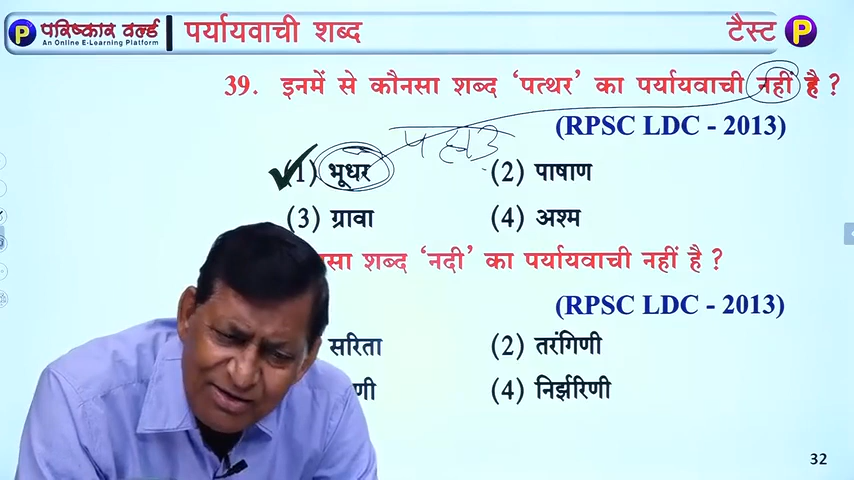 परिष्कार वर्ल्ड
An Online E-Learning Platform
पर्यायवाची शब्द
टैस्ट P
39. इनमें से कौनसा शब्द ‘पत्थर’ का पर्यायवाची नहीं है ?
(RPSC LDC - 2013)
पहाड़
(1) भूधर (2) पाषाण
(3) ग्रावा (4) अश्म
शब्द ‘नदी’ का पर्यायवाची नहीं है ?
(RPSC LDC - 2013)
सरिता (2) तरंगिणी
(4) निर्झरिणी
32